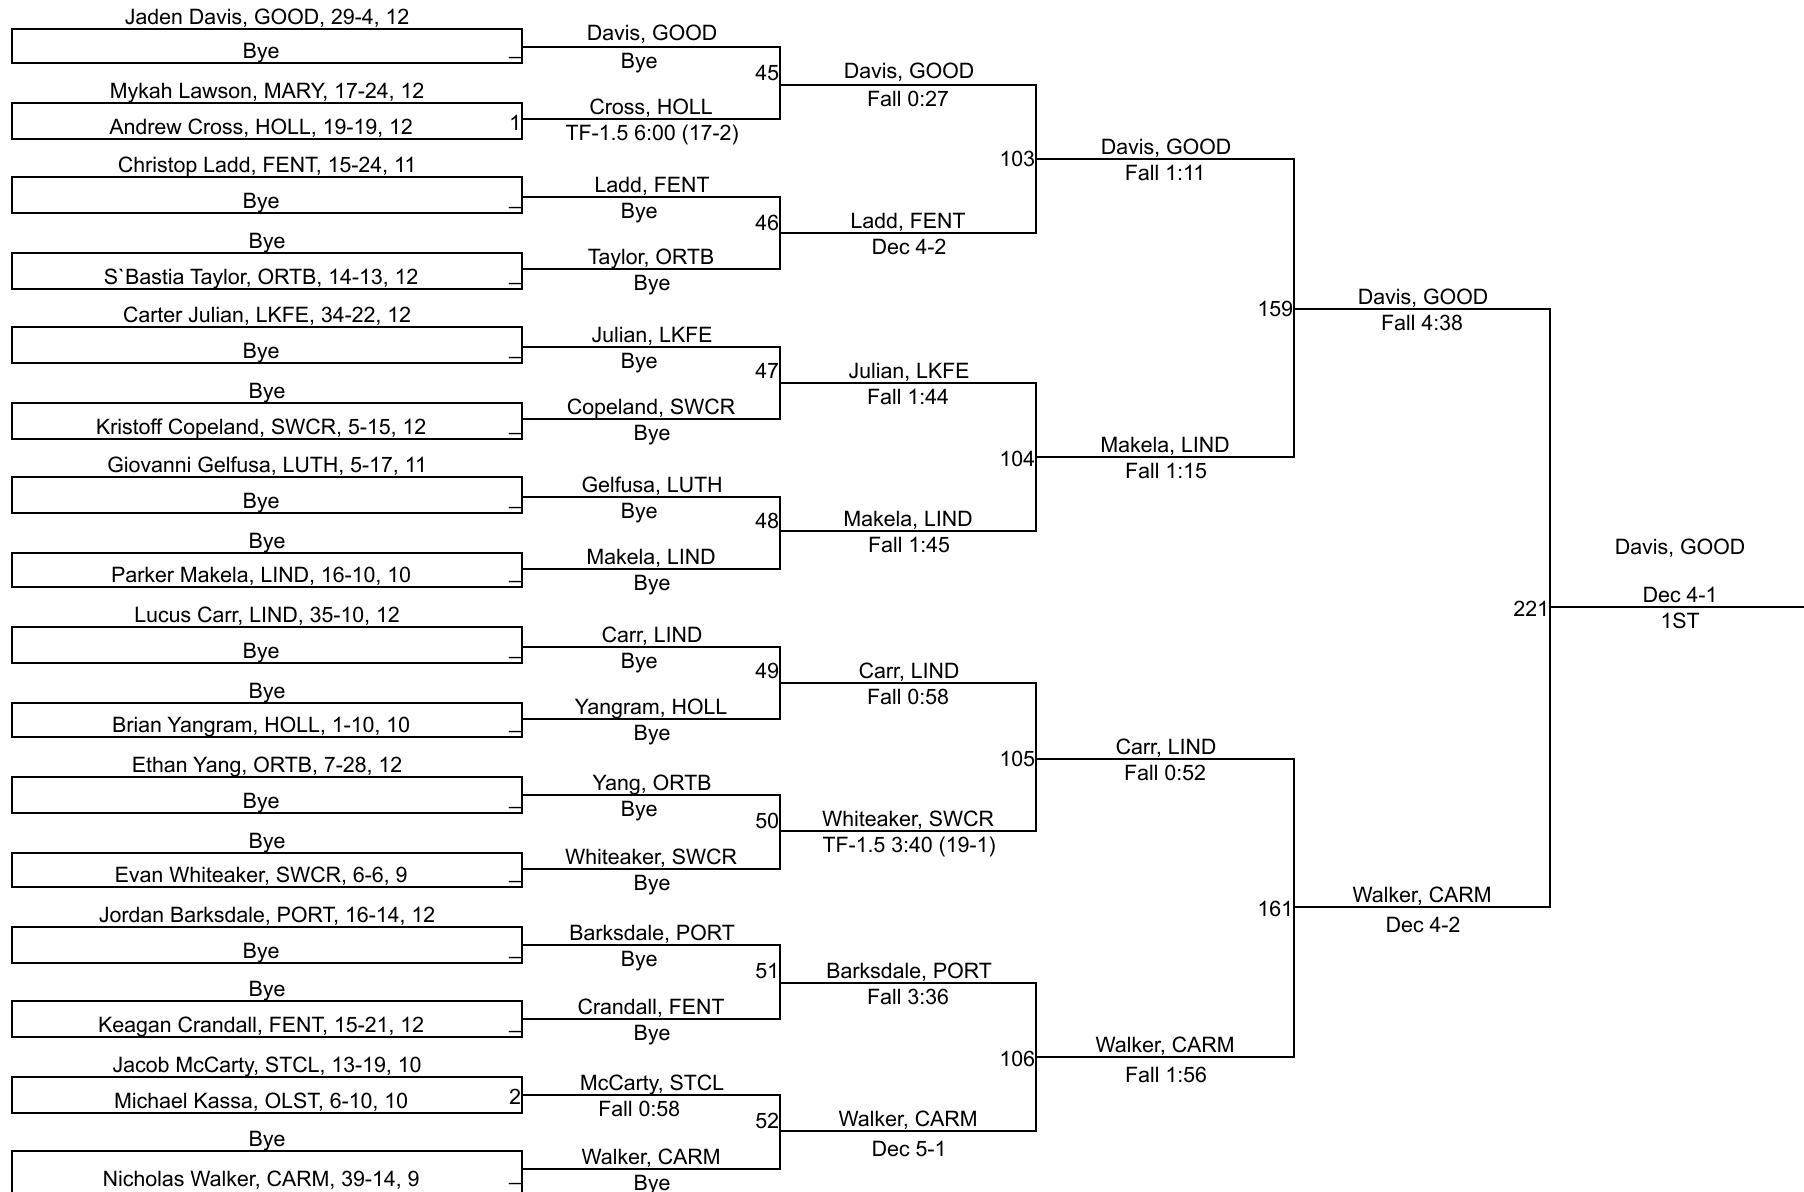 Jaden Davis, GOOD, 29-4, 12
Bye
Mykah Lawson, MARY, 17-24, 12
Andrew Cross, HOLL, 19-19, 12
1
Christop Ladd, FENT, 15-24, 11
Bye
Bye
S`Bastia Taylor, ORTB, 14-13, 12
Carter Julian, LKFE, 34-22, 12
Bye
Bye
Kristoff Copeland, SWCR, 5-15, 12
Giovanni Gelfusa, LUTH, 5-17, 11
Bye
Bye
Parker Makela, LIND, 16-10, 10
Lucus Carr, LIND, 35-10, 12
Bye
Bye
Brian Yangram, HOLL, 1-10, 10
Ethan Yang, ORTB, 7-28, 12
Bye
Bye
Evan Whiteaker, SWCR, 6-6, 9
Jordan Barksdale, PORT, 16-14, 12
Bye
Bye
Keagan Crandall, FENT, 15-21, 12
Jacob McCarty, STCL, 13-19, 10
Michael Kassa, OLST, 6-10, 10
2
Bye
Nicholas Walker, CARM, 39-14, 9
Davis, GOOD
Bye
45
Cross, HOLL
TF-1.5 6:00 (17-2)
Ladd, FENT
Bye
46
Taylor, ORTB
Bye
Julian, LKFE
Bye
47
Copeland, SWCR
Bye
Gelfusa, LUTH
Bye
48
Makela, LIND
Bye
Carr, LIND
Bye
49
Yangram, HOLL
Bye
Yang, ORTB
Bye
50
Whiteaker, SWCR
Bye
Barksdale, PORT
Bye
51
Crandall, FENT
Bye
McCarty, STCL
Fall 0:58
52
Walker, CARM
Bye
Davis, GOOD
Fall 0:27
103
Ladd, FENT
Dec 4-2
Julian, LKFE
Fall 1:44
104
Makela, LIND
Fall 1:45
Carr, LIND
Fall 0:58
105
Whiteaker, SWCR
TF-1.5 3:40 (19-1)
Barksdale, PORT
Fall 3:36
106
Walker, CARM
Dec 5-1
Davis, GOOD
Fall 1:11
159
Makela, LIND
Fall 1:15
Carr, LIND
Fall 0:52
161
Walker, CARM
Fall 1:56
Davis, GOOD
Fall 4:38
221
Walker, CARM
Dec 4-2
Davis, GOOD
Dec 4-1
1ST